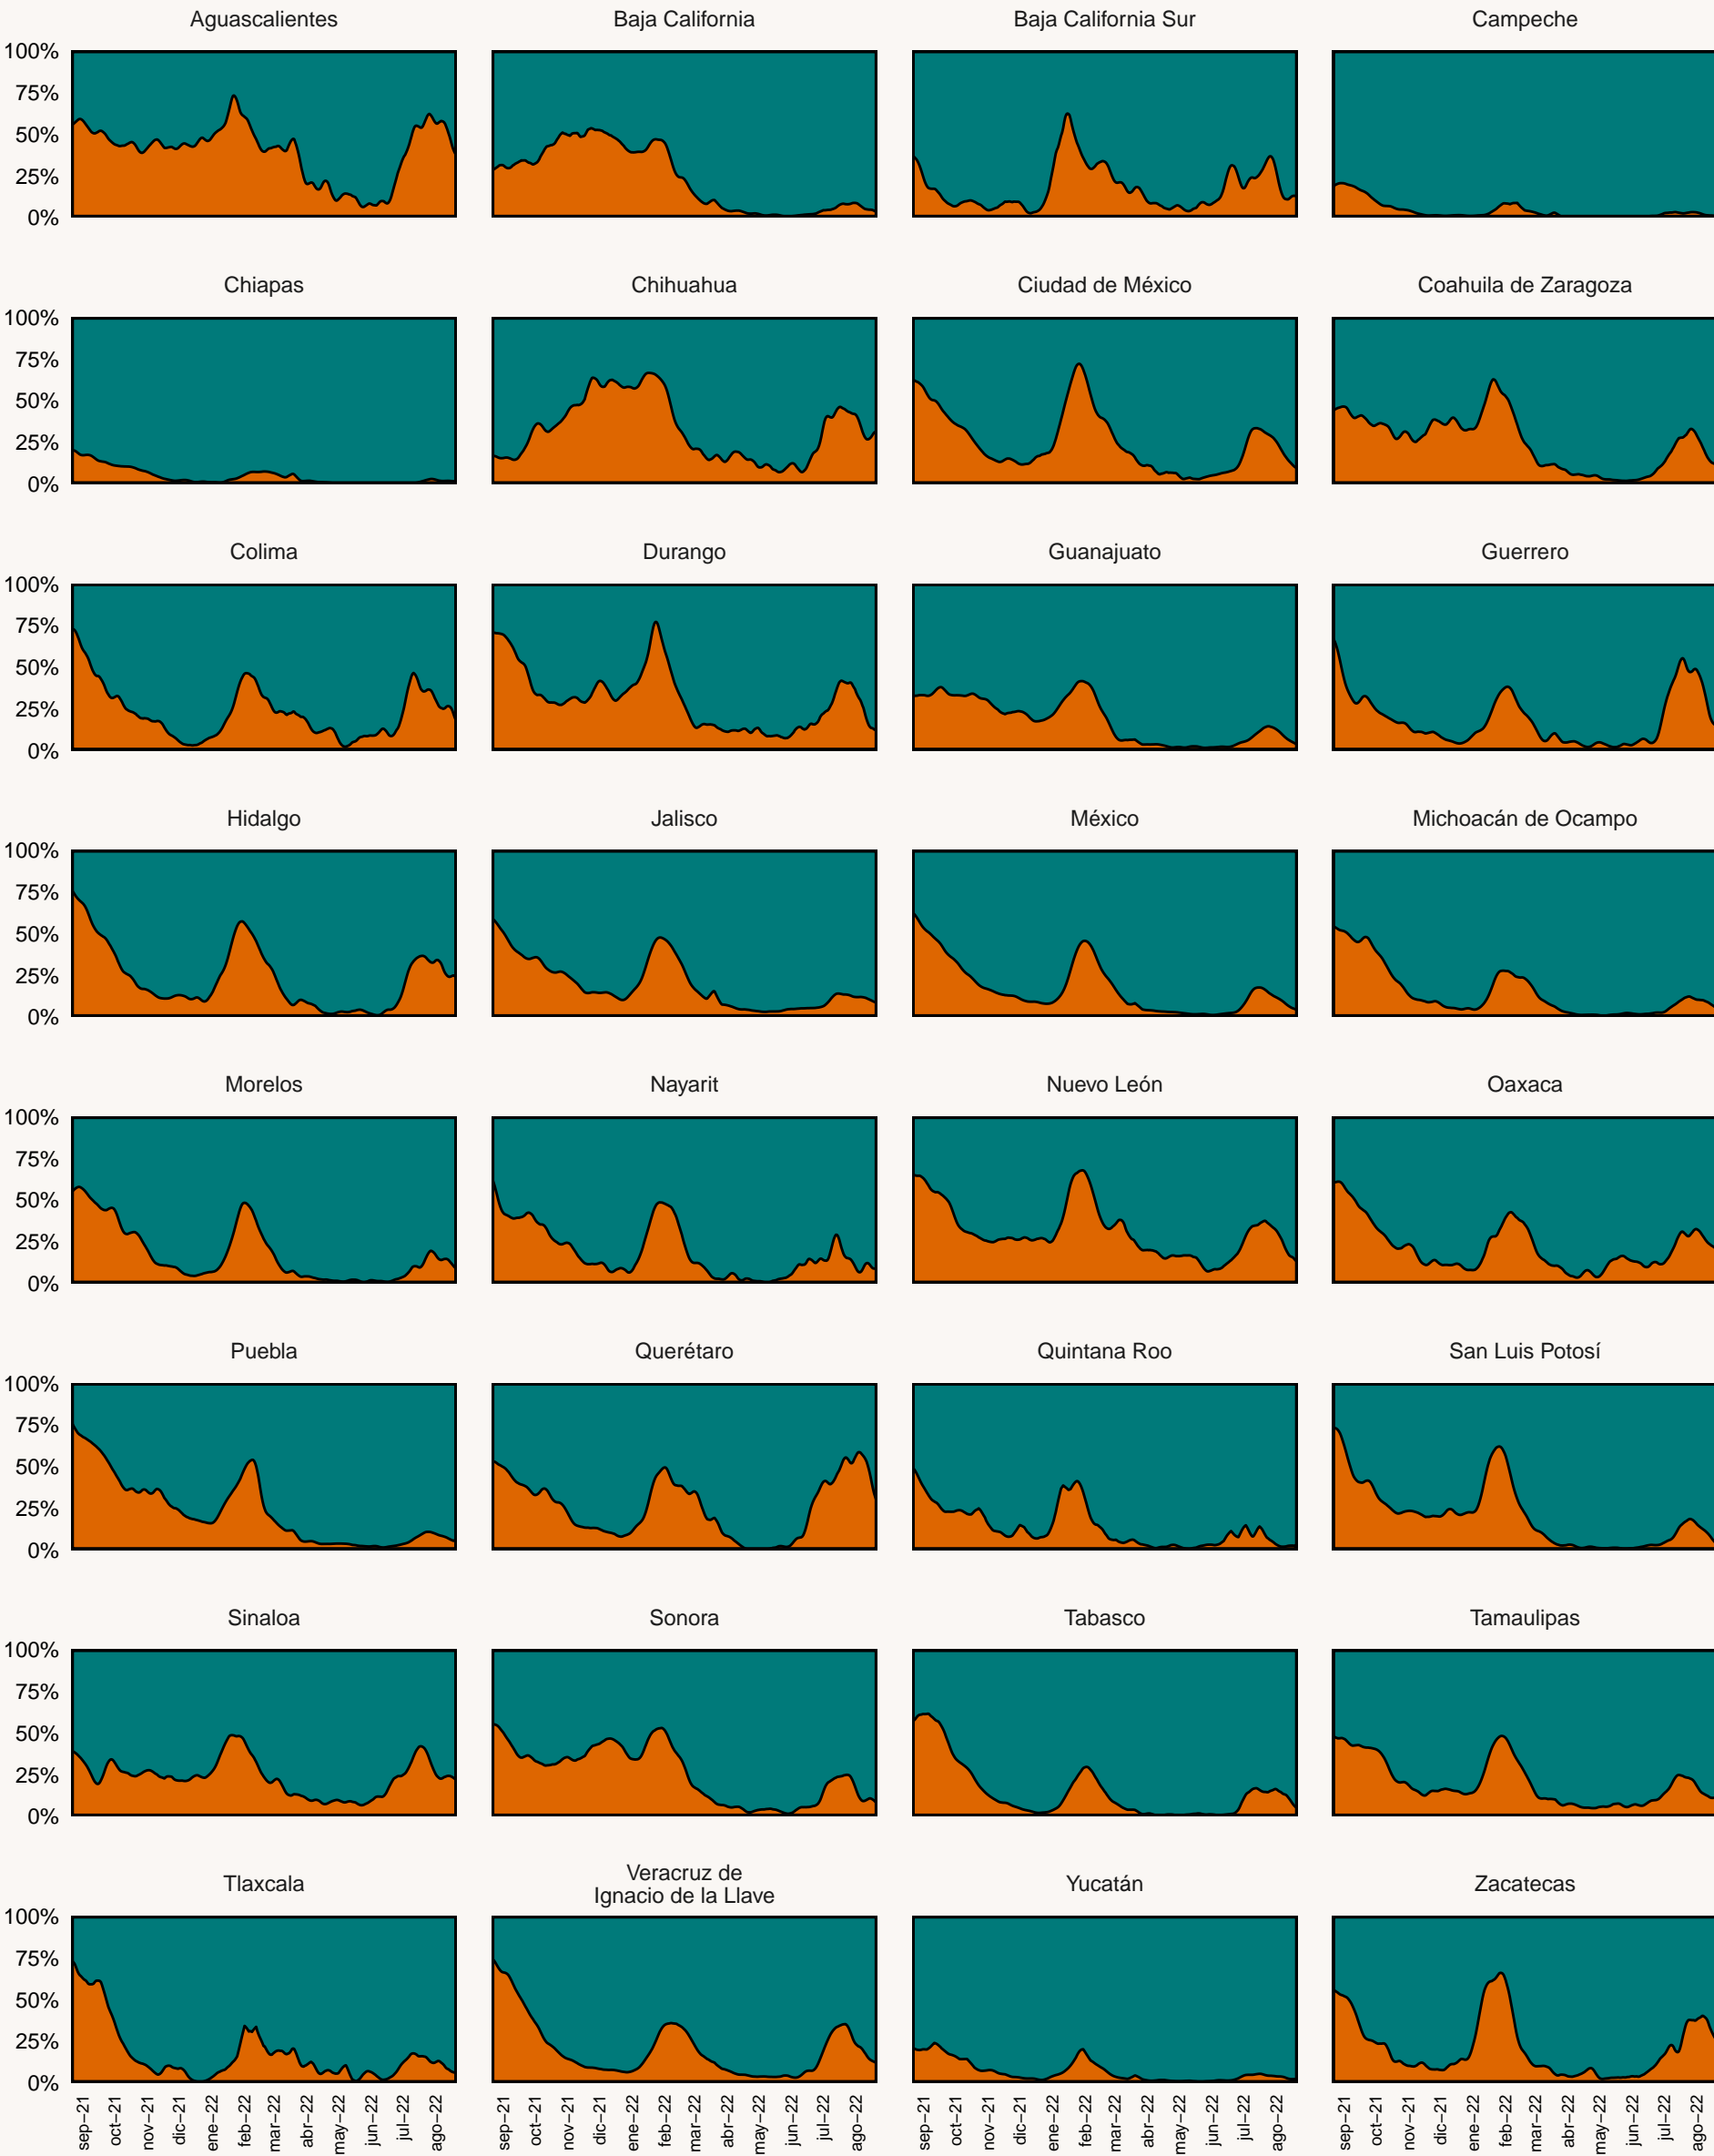 Aguascalientes
Baja California
Baja California Sur
Campeche
100%
75%
50%
25%
0%
Chiapas
Chihuahua
Ciudad de México
Coahuila de Zaragoza
100%
75%
50%
25%
0%
Colima
Durango
Guanajuato
Guerrero
100%
75%
50%
25%
0%
Hidalgo
Jalisco
México
Michoacán de Ocampo
100%
75%
50%
25%
0%
Morelos
Nayarit
Nuevo León
Oaxaca
100%
75%
50%
25%
0%
Puebla
Querétaro
Quintana Roo
San Luis Potosí
100%
75%
50%
25%
0%
Sinaloa
Sonora
Tabasco
Tamaulipas
100%
75%
50%
25%
0%
Tlaxcala
Veracruz de
Ignacio de la Llave
Yucatán
Zacatecas
100%
75%
50%
25%
0%
sep−21
oct−21
nov−21
dic−21
ene−22
feb−22
mar−22
abr−22
may−22
jun−22
jul−22
ago−22
sep−21
oct−21
nov−21
dic−21
ene−22
feb−22
mar−22
abr−22
may−22
jun−22
jul−22
ago−22
sep−21
oct−21
nov−21
dic−21
ene−22
feb−22
mar−22
abr−22
may−22
jun−22
jul−22
ago−22
sep−21
oct−21
nov−21
dic−21
ene−22
feb−22
mar−22
abr−22
may−22
jun−22
jul−22
ago−22